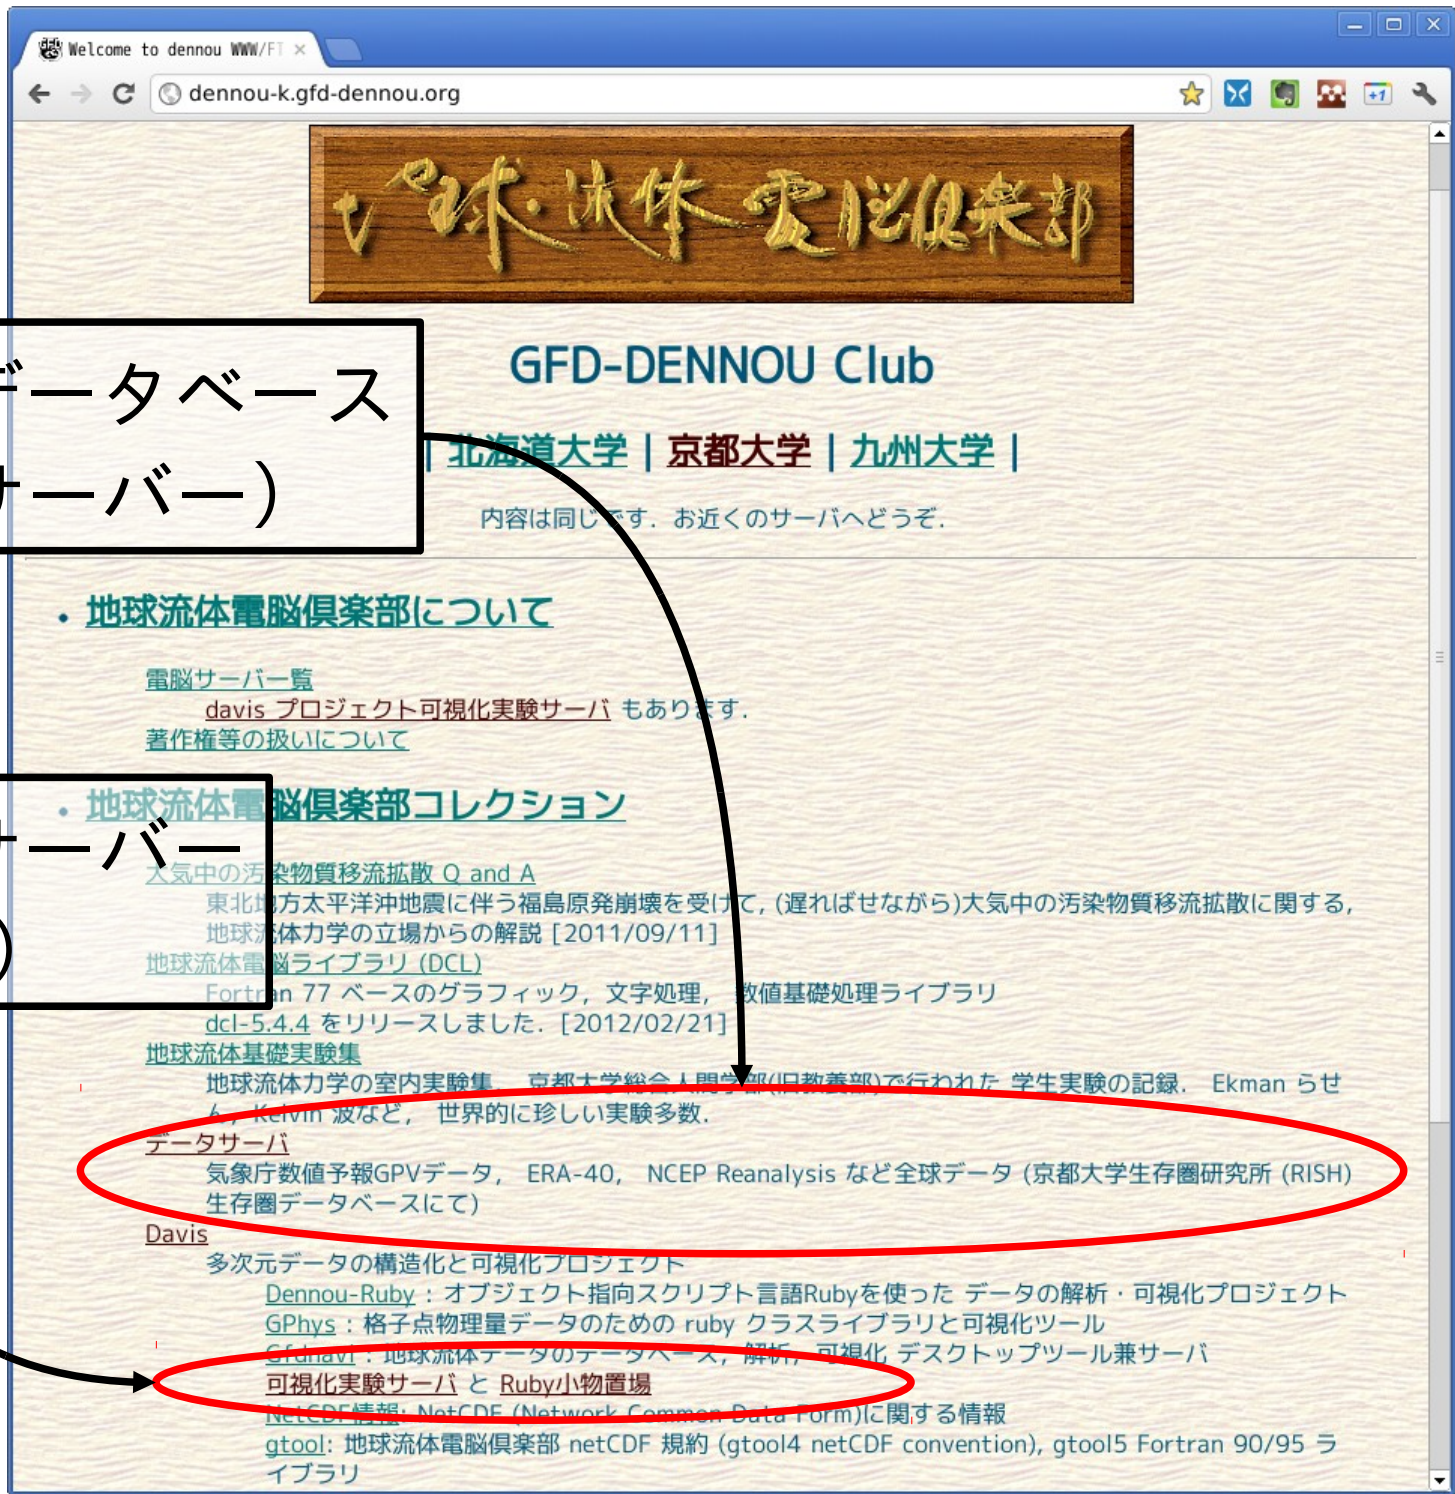 Welcome to dennou WWW/FT
dennou-k.gfd-dennou.org
+1
地球・流体 電脳倶楽部
GFD-DENNOU Club
データベース
サーバー）
| 北海道大学 | 京都大学 | 九州大学 |
内容は同じです．お近くのサーバへどうぞ．
• 地球流体電脳倶楽部について
電脳サーバ一覧
davis プロジェクト可視化実験サーバ もあります．
著作権等の扱いについて
• 地球流体電脳倶楽部コレクション
サーバー
）
大気中の汚染物質移流拡散 Q and A
東北地方太平洋沖地震に伴う福島原発崩壊を受けて, (遅ればせながら)大気中の汚染物質移流拡散に関する,
地球流体力学の立場からの解説 [2011/09/11]
地球流体電脳ライブラリ (DCL)
Fortran 77 ベースのグラフィック，文字処理， 数値基礎処理ライブラリ
dcl-5.4.4 をリリースしました．[2012/02/21]
地球流体基礎実験集
地球流体力学の室内実験集． 京都大学総合人間学部(旧教養部)で行われた 学生実験の記録． Ekman らせ
ん，Kelvin 波など， 世界的に珍しい実験多数．
データサーバ
気象庁数値予報GPVデータ， ERA-40， NCEP Reanalysis など全球データ (京都大学生存圏研究所 (RISH)
生存圏データベースにて)
Davis
多次元データの構造化と可視化プロジェクト
Dennou-Ruby : オブジェクト指向スクリプト言語Rubyを使った データの解析・可視化プロジェクト
GPhys : 格子点物理量データのための ruby クラスライブラリと可視化ツール
Gfdnavi : 地球流体データのデータベース，解析，可視化 デスクトップツール兼サーバ
可視化実験サーバ と Ruby小物置場
NetCDF情報: NetCDF (Network Common Data Form)に関する情報
gtool: 地球流体電脳倶楽部 netCDF 規約 (gtool4 netCDF convention), gtool5 Fortran 90/95 ラ
イブラリ